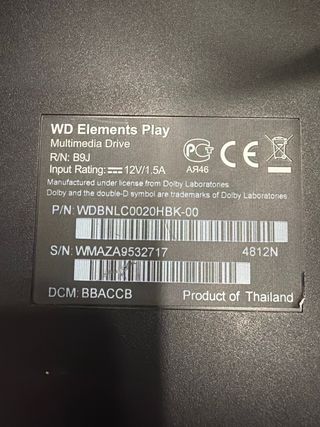 WD Elements Play
Multimedia Drive
R/N: B9J
Input Rating: 12V/1.5A
AЯ46
Manufactured under license from Dolby Laboratories
Dolby and the double-D symbol are trademarks of Dolby Laboratories
P/N: WDBNLC0020HBK-00
S/N: WMAZA9532717 4812N
DCM: BBACCB Product of Thailand